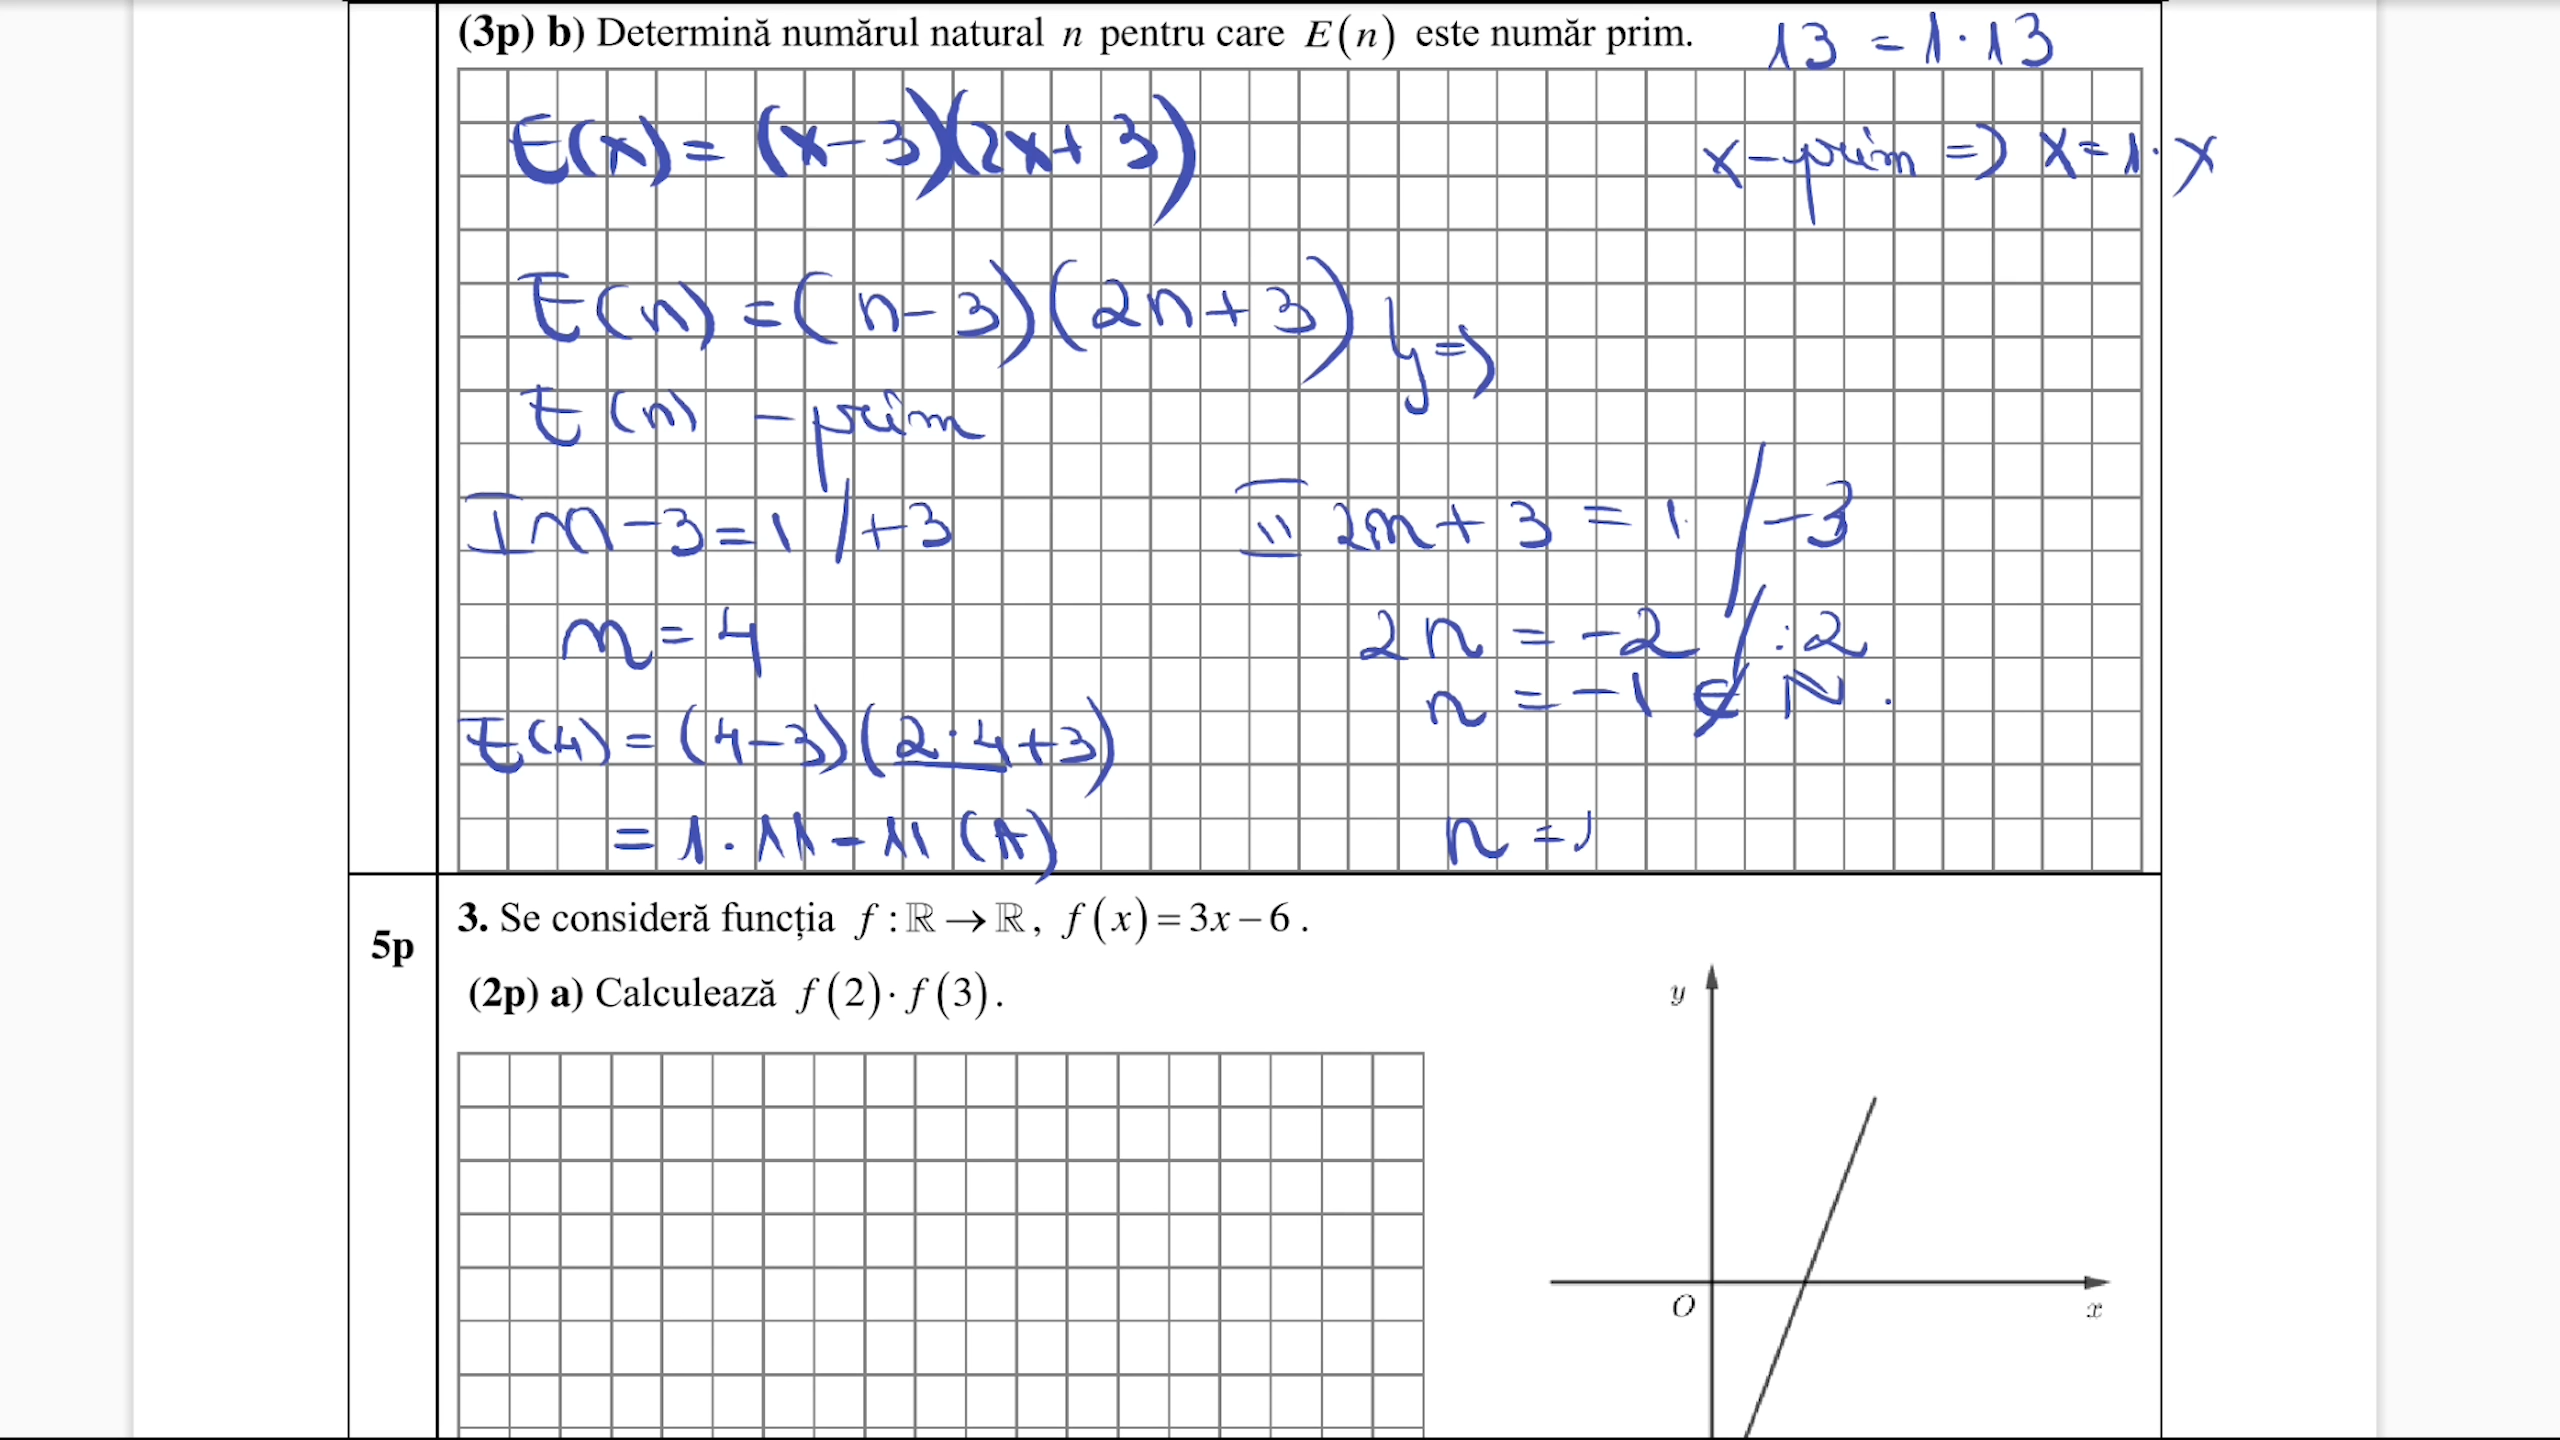 (3p) b) Determină numărul natural n pentru care E(n) este număr prim.
13 = 1·13
E(x) = (x-3)(2x+3)
x-prim => x=1·x
E(n) = (n-3)(2n+3) } =>
E(n) - prim
I n-3=1 /+3
II 2n+3 = 1 /-3
n = 4
2n = -2 / :2
n = -1 ∉ ℕ.
E(4) = (4-3)(2·4+3)
= 1·11 = 11 (A)
n =
5p
3. Se consideră funcția f : ℝ → ℝ, f(x) = 3x − 6.
(2p) a) Calculează f(2)· f(3).
y
O
x